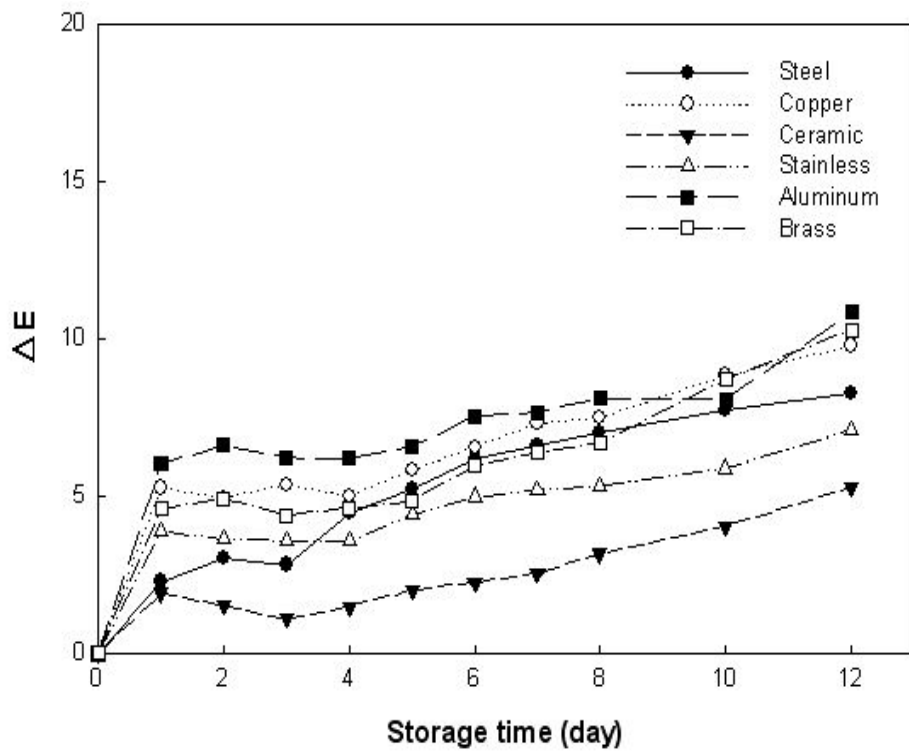 20
15
10
5
0
ΔE
Steel
Copper
Ceramic
Stainless
Aluminum
Brass
0 2 4 6 8 10 12
Storage time (day)